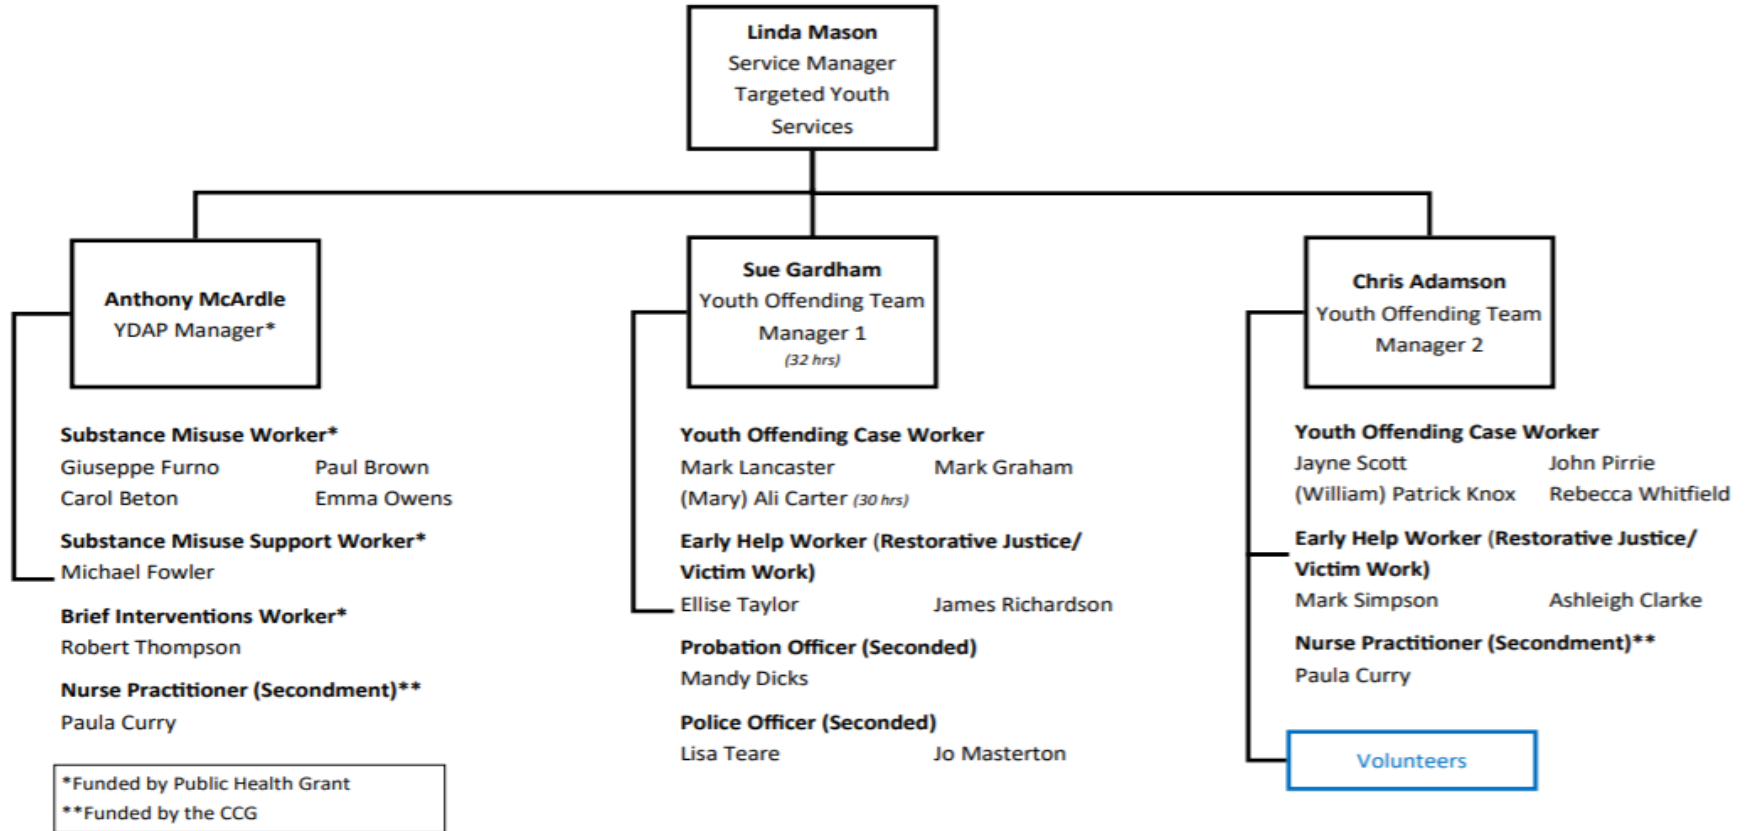 Linda Mason
Service Manager
Targeted Youth
Services
Anthony McArdle
YDAP Manager*
Substance Misuse Worker*
Giuseppe Furno Paul Brown
Carol Beton Emma Owens
Substance Misuse Support Worker*
Michael Fowler
Brief Interventions Worker*
Robert Thompson
Nurse Practitioner (Secondment)**
Paula Curry
*Funded by Public Health Grant
**Funded by the CCG
Sue Gardham
Youth Offending Team
Manager 1
(32 hrs)
Youth Offending Case Worker
Mark Lancaster Mark Graham
(Mary) Ali Carter (30 hrs)
Early Help Worker (Restorative Justice/
Victim Work)
Ellise Taylor James Richardson
Probation Officer (Seconded)
Mandy Dicks
Police Officer (Seconded)
Lisa Teare Jo Masterton
Chris Adamson
Youth Offending Team
Manager 2
Youth Offending Case Worker
Jayne Scott John Pirrie
(William) Patrick Knox Rebecca Whitfield
Early Help Worker (Restorative Justice/
Victim Work)
Mark Simpson Ashleigh Clarke
Nurse Practitioner (Secondment)**
Paula Curry
Volunteers